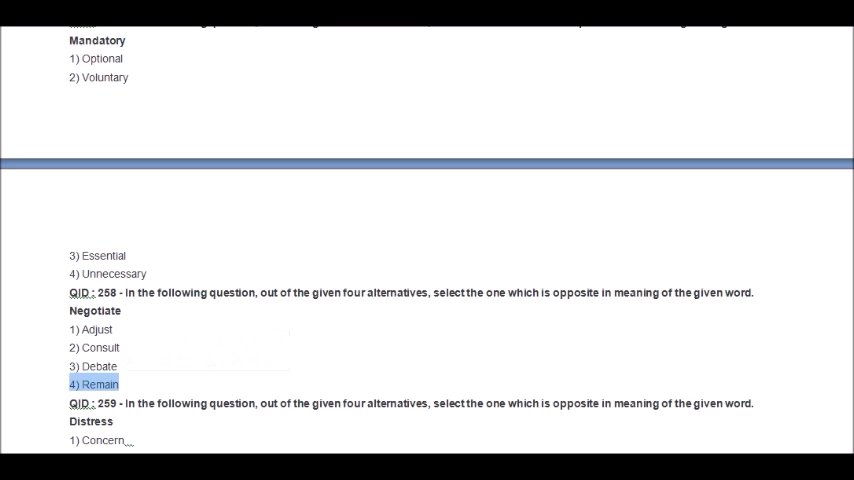 Mandatory
1) Optional
2) Voluntary
3) Essential
4) Unnecessary
QID : 258 - In the following question, out of the given four alternatives, select the one which is opposite in meaning of the given word.
Negotiate
1) Adjust
2) Consult
3) Debate
4) Remain
QID : 259 - In the following question, out of the given four alternatives, select the one which is opposite in meaning of the given word.
Distress
1) Concern